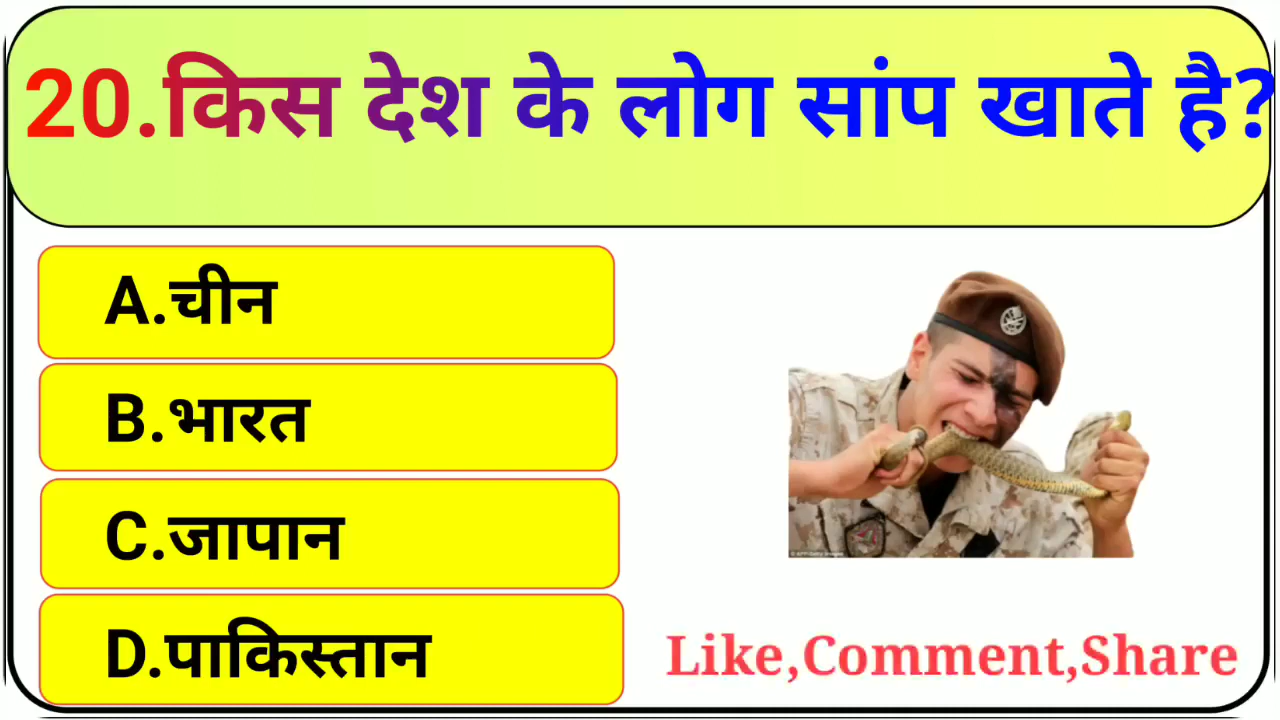 20.किस देश के लोग सांप खाते है?
A.चीन
B.भारत
C.जापान
D.पाकिस्तान
Like,Comment,Share